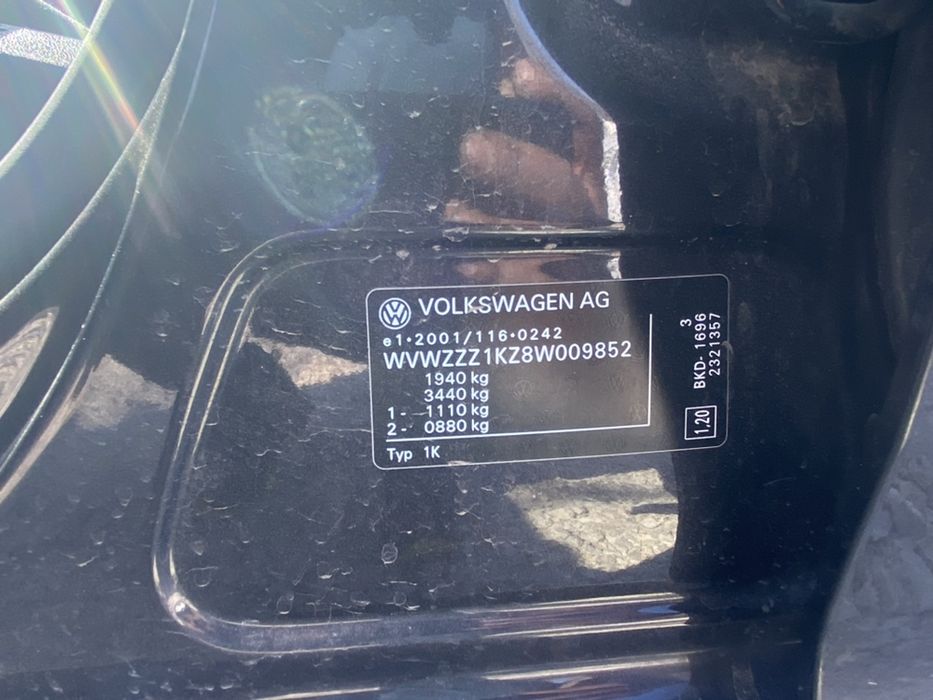 VOLKSWAGEN AG
e1*2001/116*0242
WVWZZZ1KZ8W009852
1940 kg
3440 kg
1- 1110 kg
2- 0880 kg
Typ 1K
1.20
BKD-1696 3
2321357